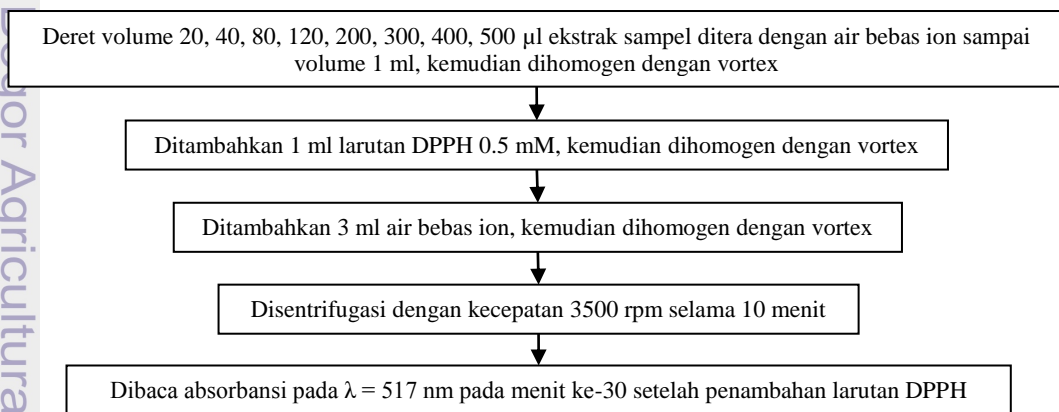 Deret volume 20, 40, 80, 120, 200, 300, 400, 500 µl ekstrak sampel ditera dengan air bebas ion sampai
volume 1 ml, kemudian dihomogen dengan vortex
Ditambahkan 1 ml larutan DPPH 0.5 mM, kemudian dihomogen dengan vortex
Ditambahkan 3 ml air bebas ion, kemudian dihomogen dengan vortex
Disentrifugasi dengan kecepatan 3500 rpm selama 10 menit
Dibaca absorbansi pada λ = 517 nm pada menit ke-30 setelah penambahan larutan DPPH